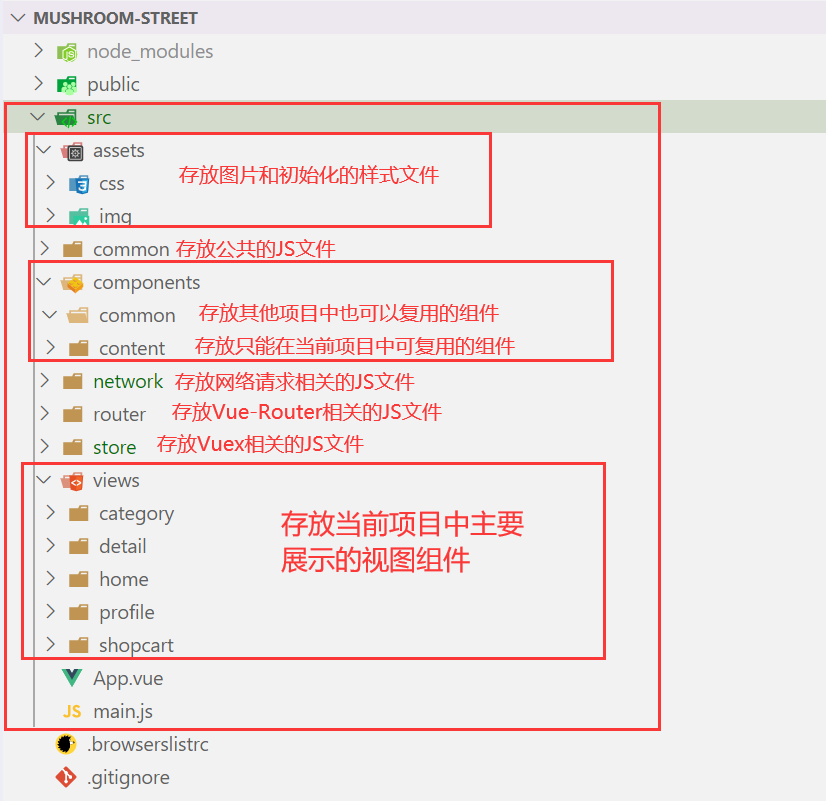 MUSHROOM-STREET
node_modules
public
src
assets
存放图片和初始化的样式文件
css
img
common 存放公共的JS文件
components
common 存放其他项目中也可以复用的组件
content 存放只能在当前项目中可复用的组件
network 存放网络请求相关的JS文件
router 存放Vue-Router相关的JS文件
store 存放Vuex相关的JS文件
views
category
存放当前项目中主要
展示的视图组件
detail
home
profile
shopcart
App.vue
JS main.js
.browserslistrc
.gitignore